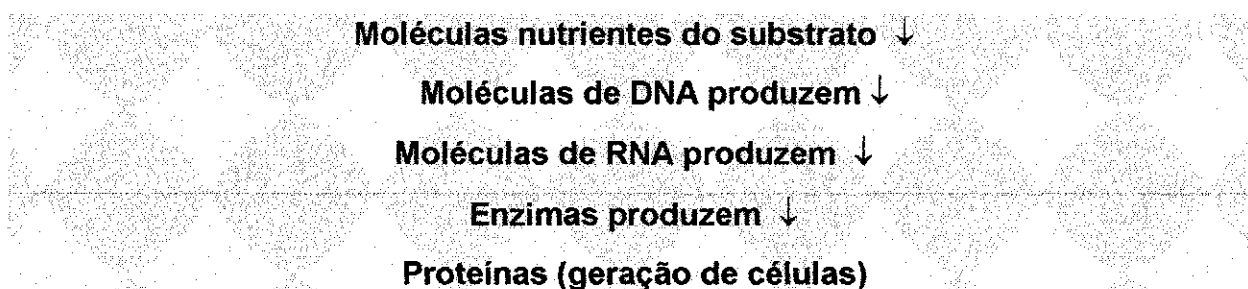 Moléculas nutrientes do substrato ↓
Moléculas de DNA produzem ↓
Moléculas de RNA produzem ↓
Enzimas produzem ↓
Proteínas (geração de células)